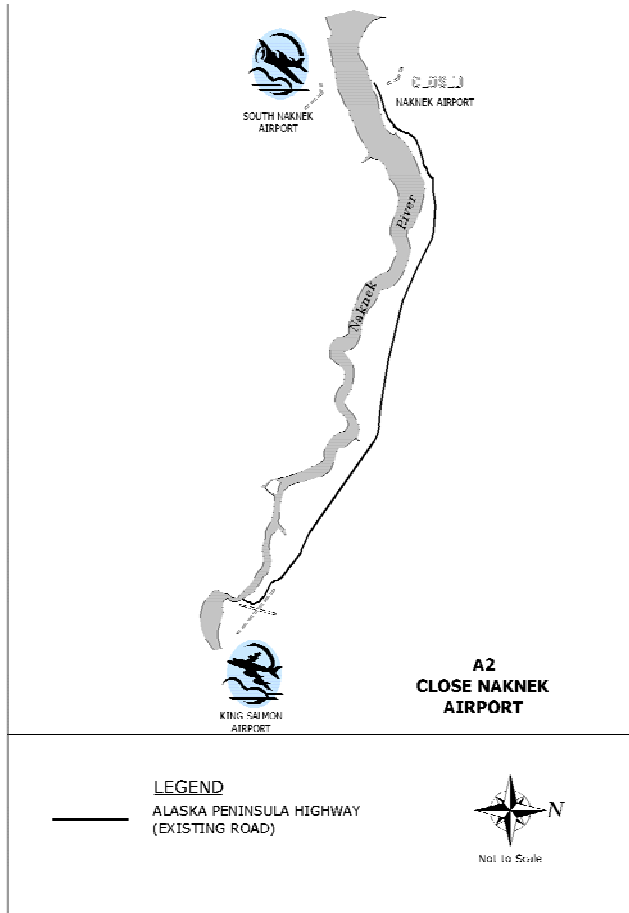 CLOSED
NAKNEK AIRPORT
SOUTH NAKNEK
AIRPORT
Naknek River
KING SALMON
AIRPORT
A2
CLOSE NAKNEK
AIRPORT
LEGEND
ALASKA PENINSULA HIGHWAY
(EXISTING ROAD)
N
Not to Scale